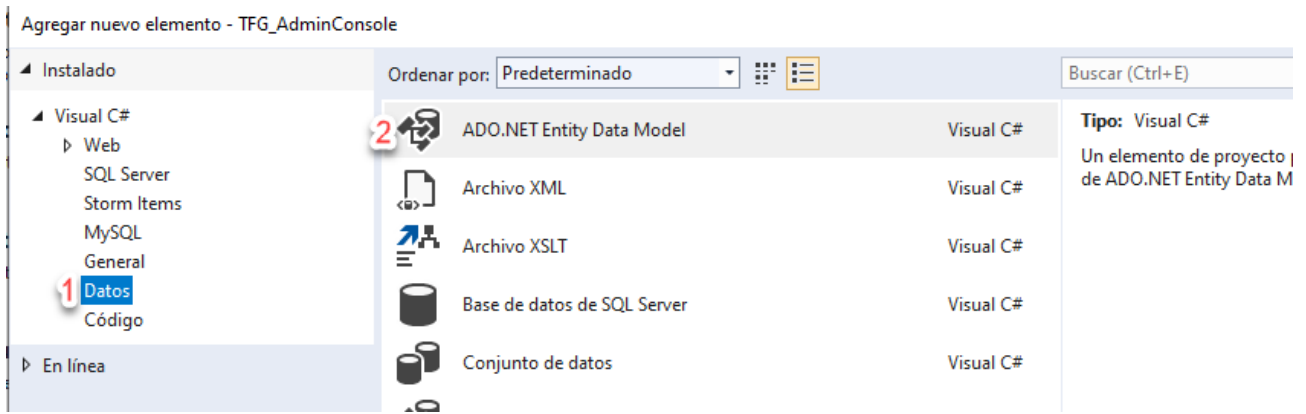 Agregar nuevo elemento - TFG_AdminConsole
Instalado
Visual C#
Web
SQL Server
Storm Items
MySQL
General
1 Datos
Código
En línea
Ordenar por: Predeterminado
2 ADO.NET Entity Data Model Visual C#
Archivo XML Visual C#
Archivo XSLT Visual C#
Base de datos de SQL Server Visual C#
Conjunto de datos Visual C#
Buscar (Ctrl+E)
Tipo: Visual C#
Un elemento de proyecto
de ADO.NET Entity Data M